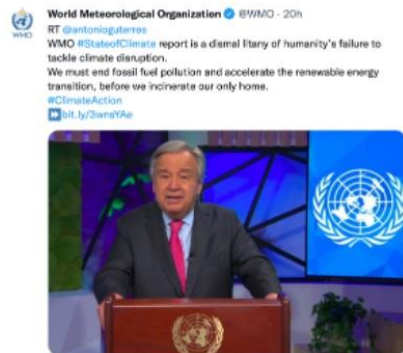 World Meteorological Organization @WMO · 20h
RT @antonioguterres
WMO #StateofClimate report is a dismal litany of humanity's failure to
tackle climate disruption.
We must end fossil fuel pollution and accelerate the renewable energy
transition, before we incinerate our only home.
#ClimateAction
bit.ly/3wnsYAe
WMO